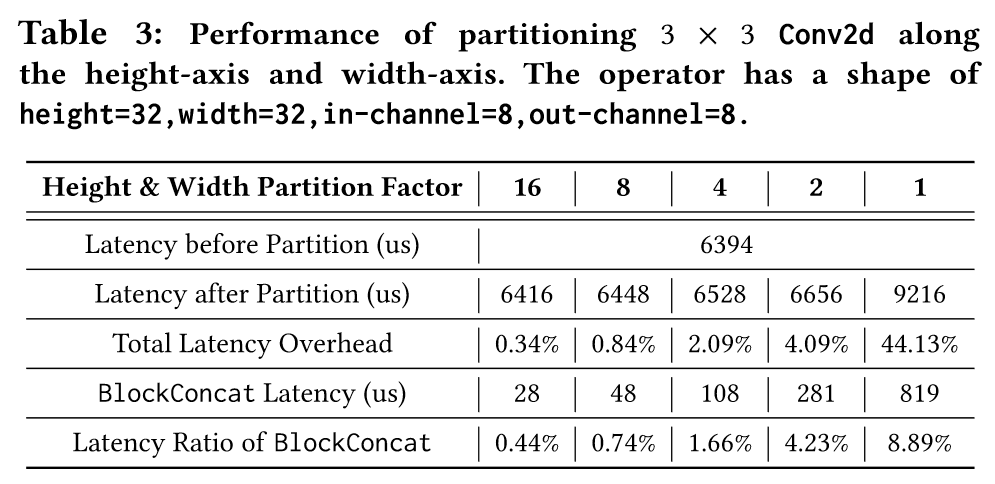 Table 3: Performance of partitioning 3 × 3 Conv2d along
the height-axis and width-axis. The operator has a shape of
height=32,width=32,in-channel=8,out-channel=8.
Height & Width Partition Factor 16 8 4 2 1
Latency before Partition (us) 6394
Latency after Partition (us) 6416 6448 6528 6656 9216
Total Latency Overhead 0.34% 0.84% 2.09% 4.09% 44.13%
BlockConcat Latency (us) 28 48 108 281 819
Latency Ratio of BlockConcat 0.44% 0.74% 1.66% 4.23% 8.89%